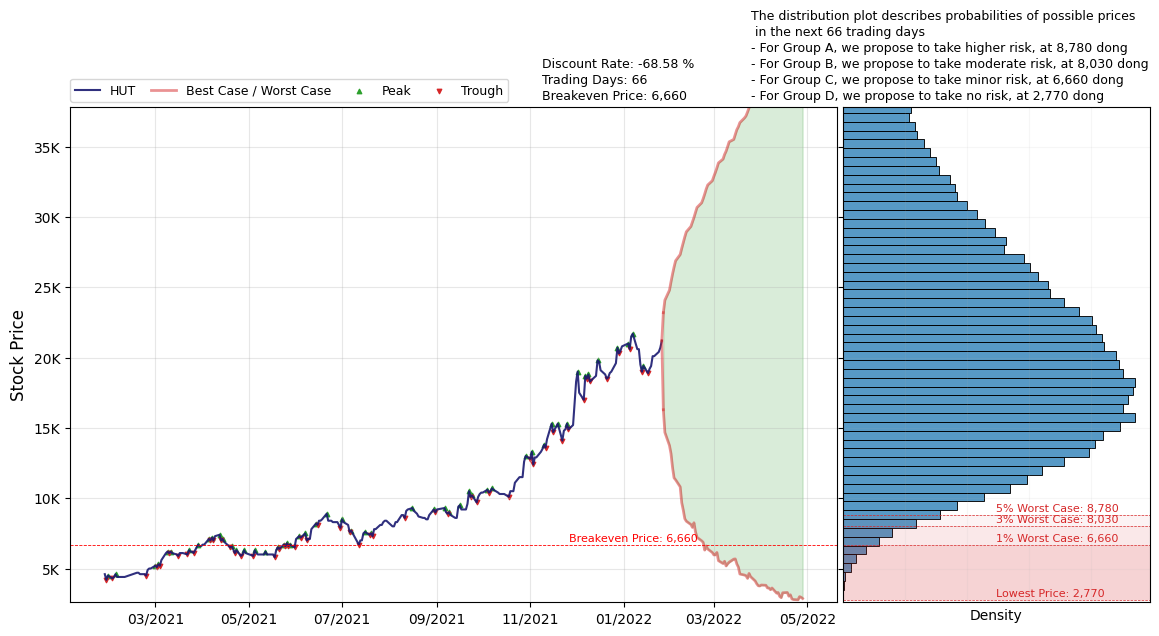 The distribution plot describes probabilities of possible prices
in the next 66 trading days
- For Group A, we propose to take higher risk, at 8,780 dong
- For Group B, we propose to take moderate risk, at 8,030 dong
- For Group C, we propose to take minor risk, at 6,660 dong
- For Group D, we propose to take no risk, at 2,770 dong
Discount Rate: -68.58 %
Trading Days: 66
Breakeven Price: 6,660
HUT Best Case / Worst Case Peak Trough
Stock Price
35K
30K
25K
20K
15K
10K
5K
Breakeven Price: 6,660
5% Worst Case: 8,780
3% Worst Case: 8,030
1% Worst Case: 6,660
Lowest Price: 2,770
03/2021 05/2021 07/2021 09/2021 11/2021 01/2022 03/2022 05/2022
Density